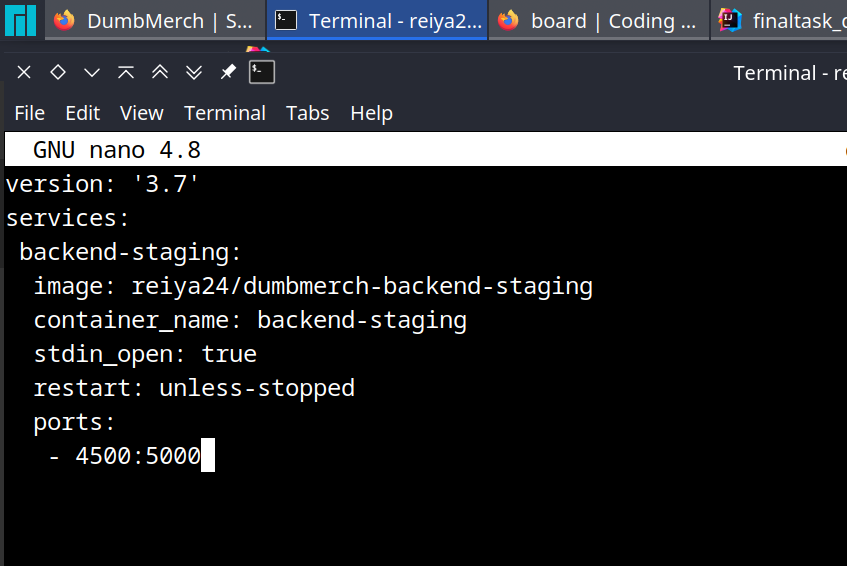 DumbMerch | S...
Terminal - reiya2...
board | Coding ...
finaltask_
Terminal - re
File Edit View Terminal Tabs Help
GNU nano 4.8
version: '3.7'
services:
 backend-staging:
  image: reiya24/dumbmerch-backend-staging
  container_name: backend-staging
  stdin_open: true
  restart: unless-stopped
  ports:
   - 4500:5000